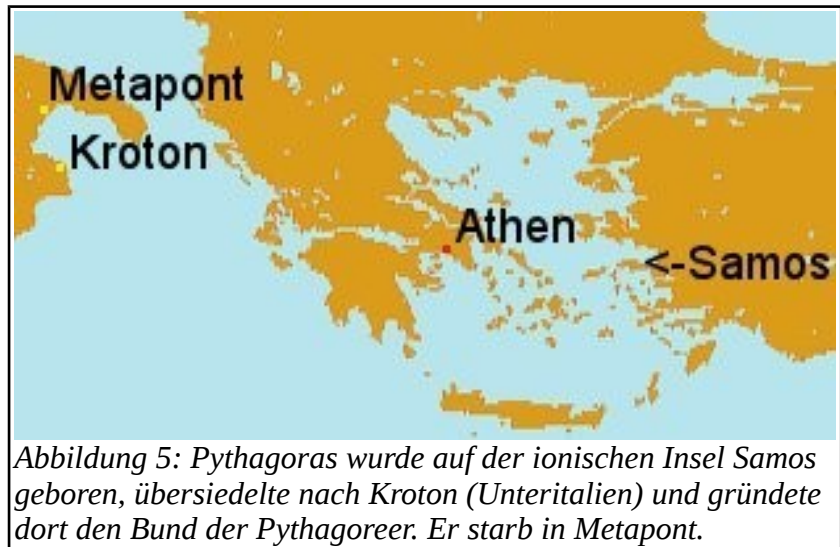 Metapont
Kroton
Athen
<-Samos
Abbildung 5: Pythagoras wurde auf der ionischen Insel Samos
geboren, übersiedelte nach Kroton (Unteritalien) und gründete
dort den Bund der Pythagoreer. Er starb in Metapont.